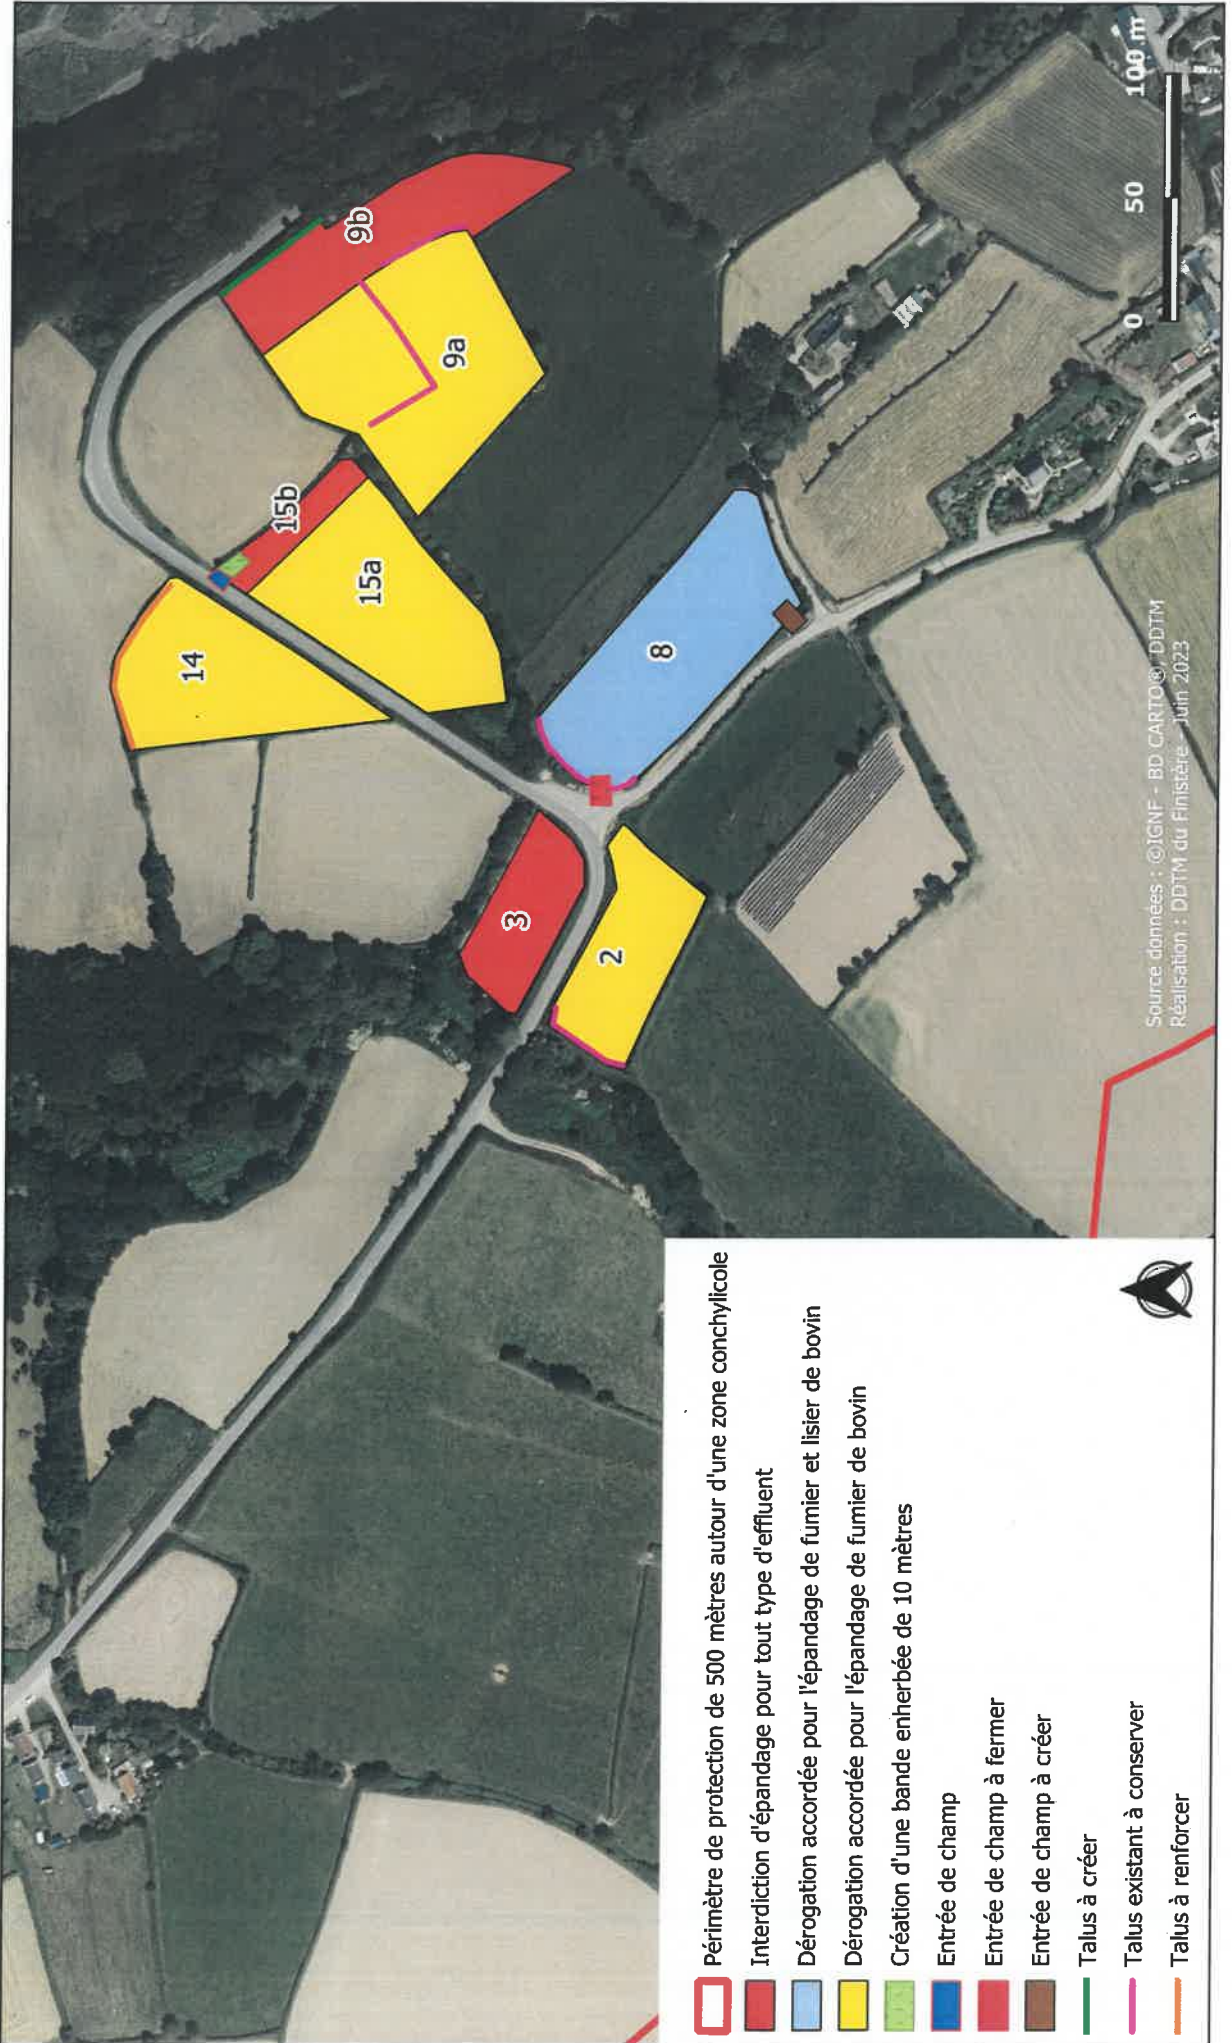 9b
9a
15b
15a
14
8
3
2
0 50 100 m
Source données : ©IGNF - BD CARTO®, DDTM
Réalisation : DDTM du Finistère - Juin 2023
Périmètre de protection de 500 mètres autour d'une zone conchylicole
Interdiction d'épandage pour tout type d'effluent
Dérogation accordée pour l'épandage de fumier et lisier de bovin
Dérogation accordée pour l'épandage de fumier de bovin
Création d'une bande enherbée de 10 mètres
Entrée de champ
Entrée de champ à fermer
Entrée de champ à créer
Talus à créer
Talus existant à conserver
Talus à renforcer